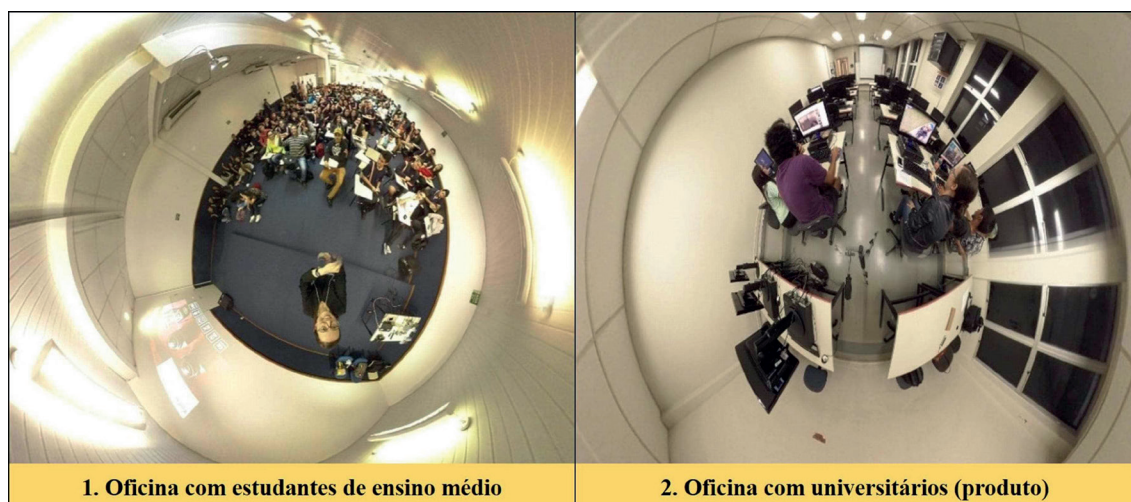 1. Oficina com estudantes de ensino médio
2. Oficina com universitários (produto)